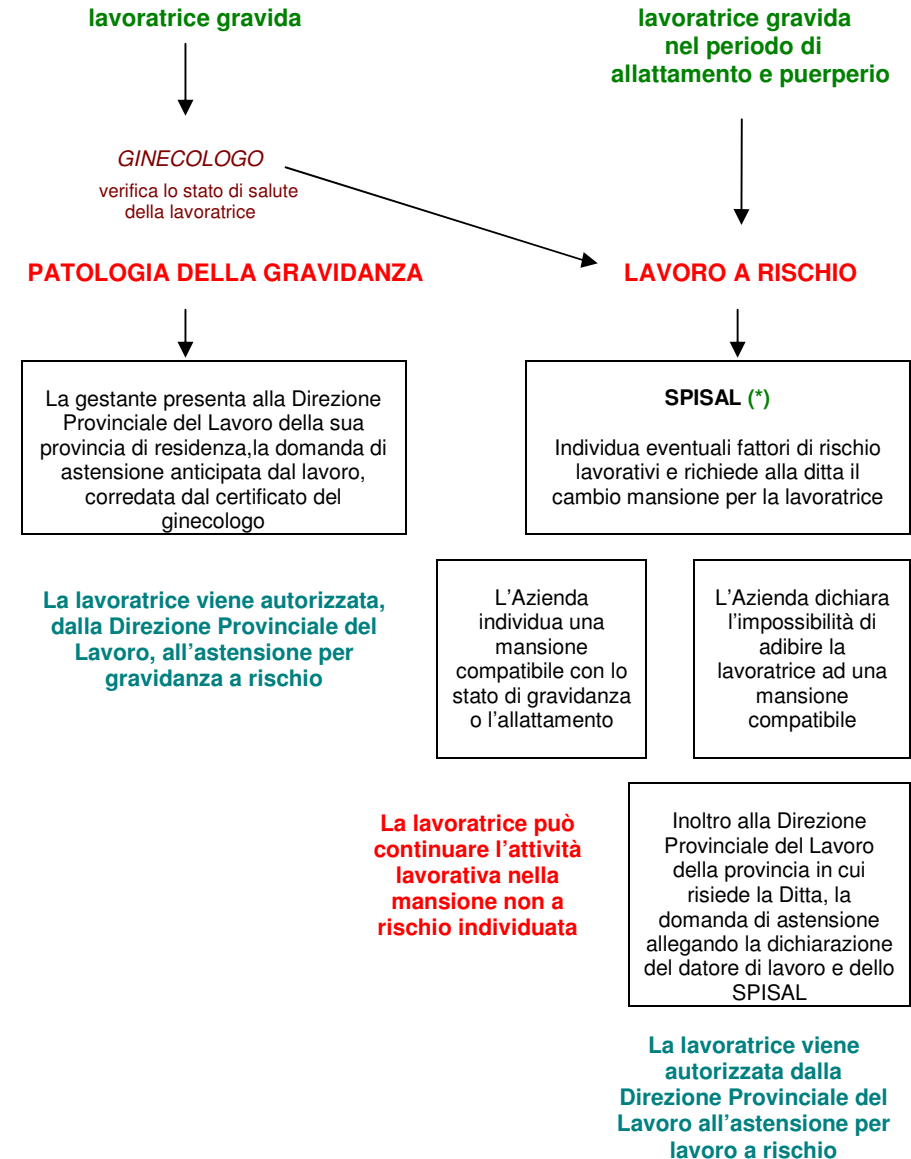 lavoratrice gravida
lavoratrice gravida
nel periodo di
allattamento e puerperio
GINECOLOGO
verifica lo stato di salute
della lavoratrice
PATOLOGIA DELLA GRAVIDANZA
LAVORO A RISCHIO
La gestante presenta alla Direzione
Provinciale del Lavoro della sua
provincia di residenza,la domanda di
astensione anticipata dal lavoro,
corredata dal certificato del
ginecologo
SPISAL (*)
Individua eventuali fattori di rischio
lavorativi e richiede alla ditta il
cambio mansione per la lavoratrice
La lavoratrice viene autorizzata,
dalla Direzione Provinciale del
Lavoro, all'astensione per
gravidanza a rischio
L'Azienda
individua una
mansione
compatibile con lo
stato di gravidanza
o l'allattamento
L'Azienda dichiara
l'impossibilità di
adibire la
lavoratrice ad una
mansione
compatibile
La lavoratrice può
continuare l'attività
lavorativa nella
mansione non a
rischio individuata
Inoltro alla Direzione
Provinciale del Lavoro
della provincia in cui
risiede la Ditta, la
domanda di astensione
allegando la dichiarazione
del datore di lavoro e dello
SPISAL
La lavoratrice viene
autorizzata dalla
Direzione Provinciale del
Lavoro all'astensione per
lavoro a rischio